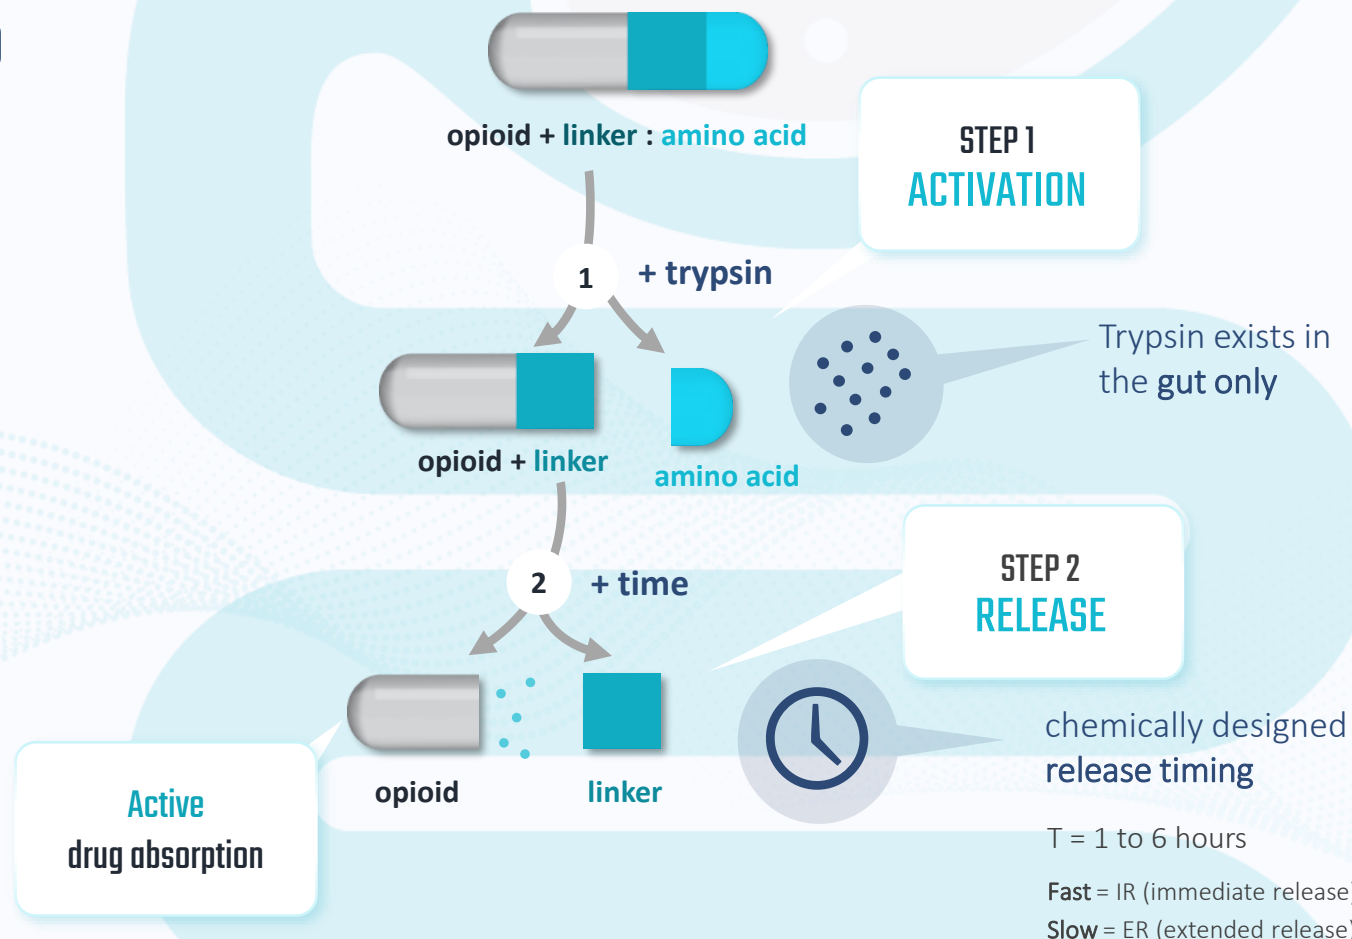 opioid + linker : amino acid
STEP 1
ACTIVATION
1
+ trypsin
Trypsin exists in
the gut only
opioid + linker
amino acid
STEP 2
RELEASE
2
+ time
opioid
linker
chemically designed
release timing
Active
drug absorption
T = 1 to 6 hours
Fast = IR (immediate release)
Slow = ER (extended release)